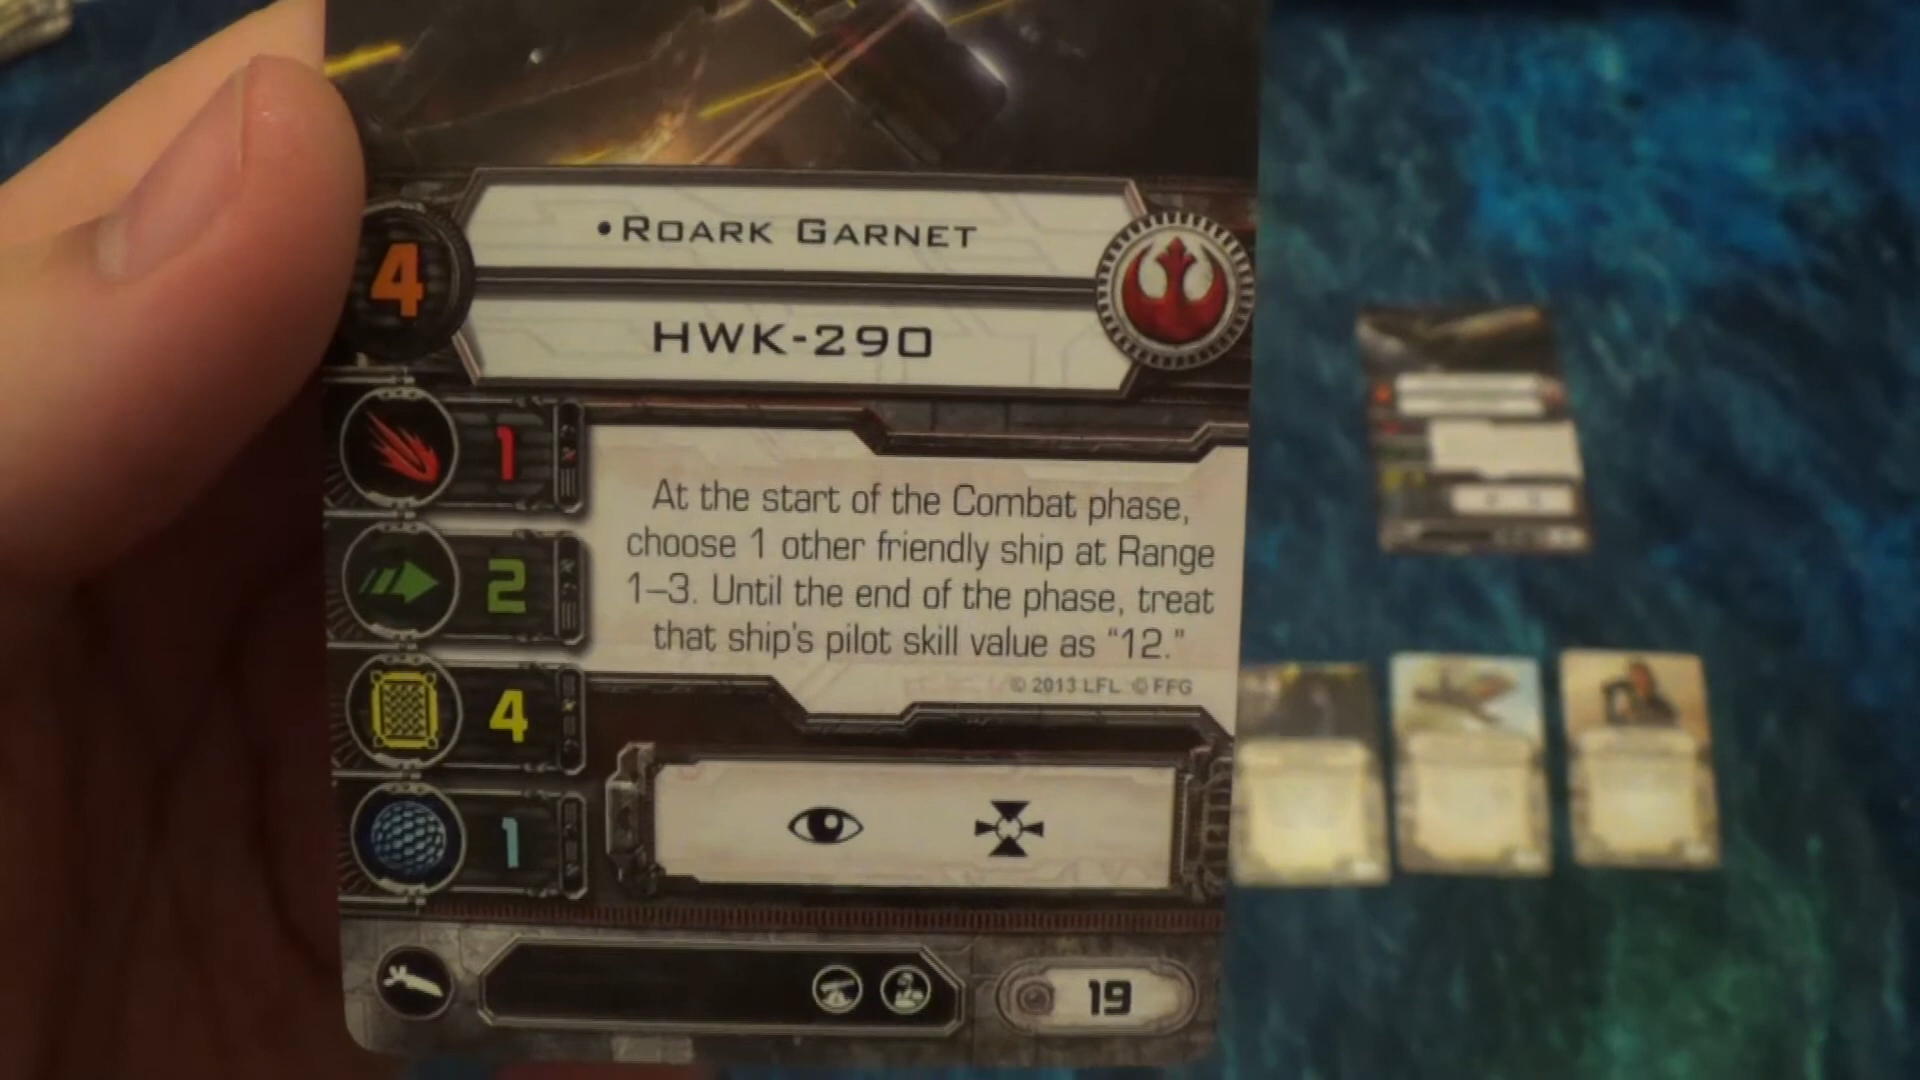 •ROARK GARNET
4
HWK-290
1
At the start of the Combat phase,
choose 1 other friendly ship at Range
1–3. Until the end of the phase, treat
that ship's pilot skill value as “12.”
© 2013 LFL © FFG
2
4
1
19